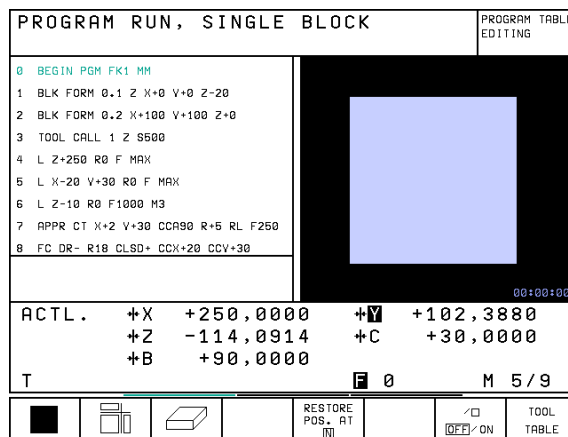 PROGRAM RUN, SINGLE BLOCK
PROGRAM TABLE
EDITING
0 BEGIN PGM FK1 MM
1 BLK FORM 0.1 Z X+0 Y+0 Z-20
2 BLK FORM 0.2 X+100 Y+100 Z+0
3 TOOL CALL 1 Z S500
4 L Z+250 R0 F MAX
5 L X-20 Y+30 R0 F MAX
6 L Z-10 R0 F1000 M3
7 APPR CT X+2 Y+30 CCA90 R+5 RL F250
8 FC DR- R18 CLSD+ CCX+20 CCY+30
00:00:00
ACTL. X +250,0000 Y +102,3880
Z -114,0914 C +30,0000
B +90,0000
T F 0 M 5/9
RESTORE
POS. AT
N
OFF/ON
TOOL
TABLE